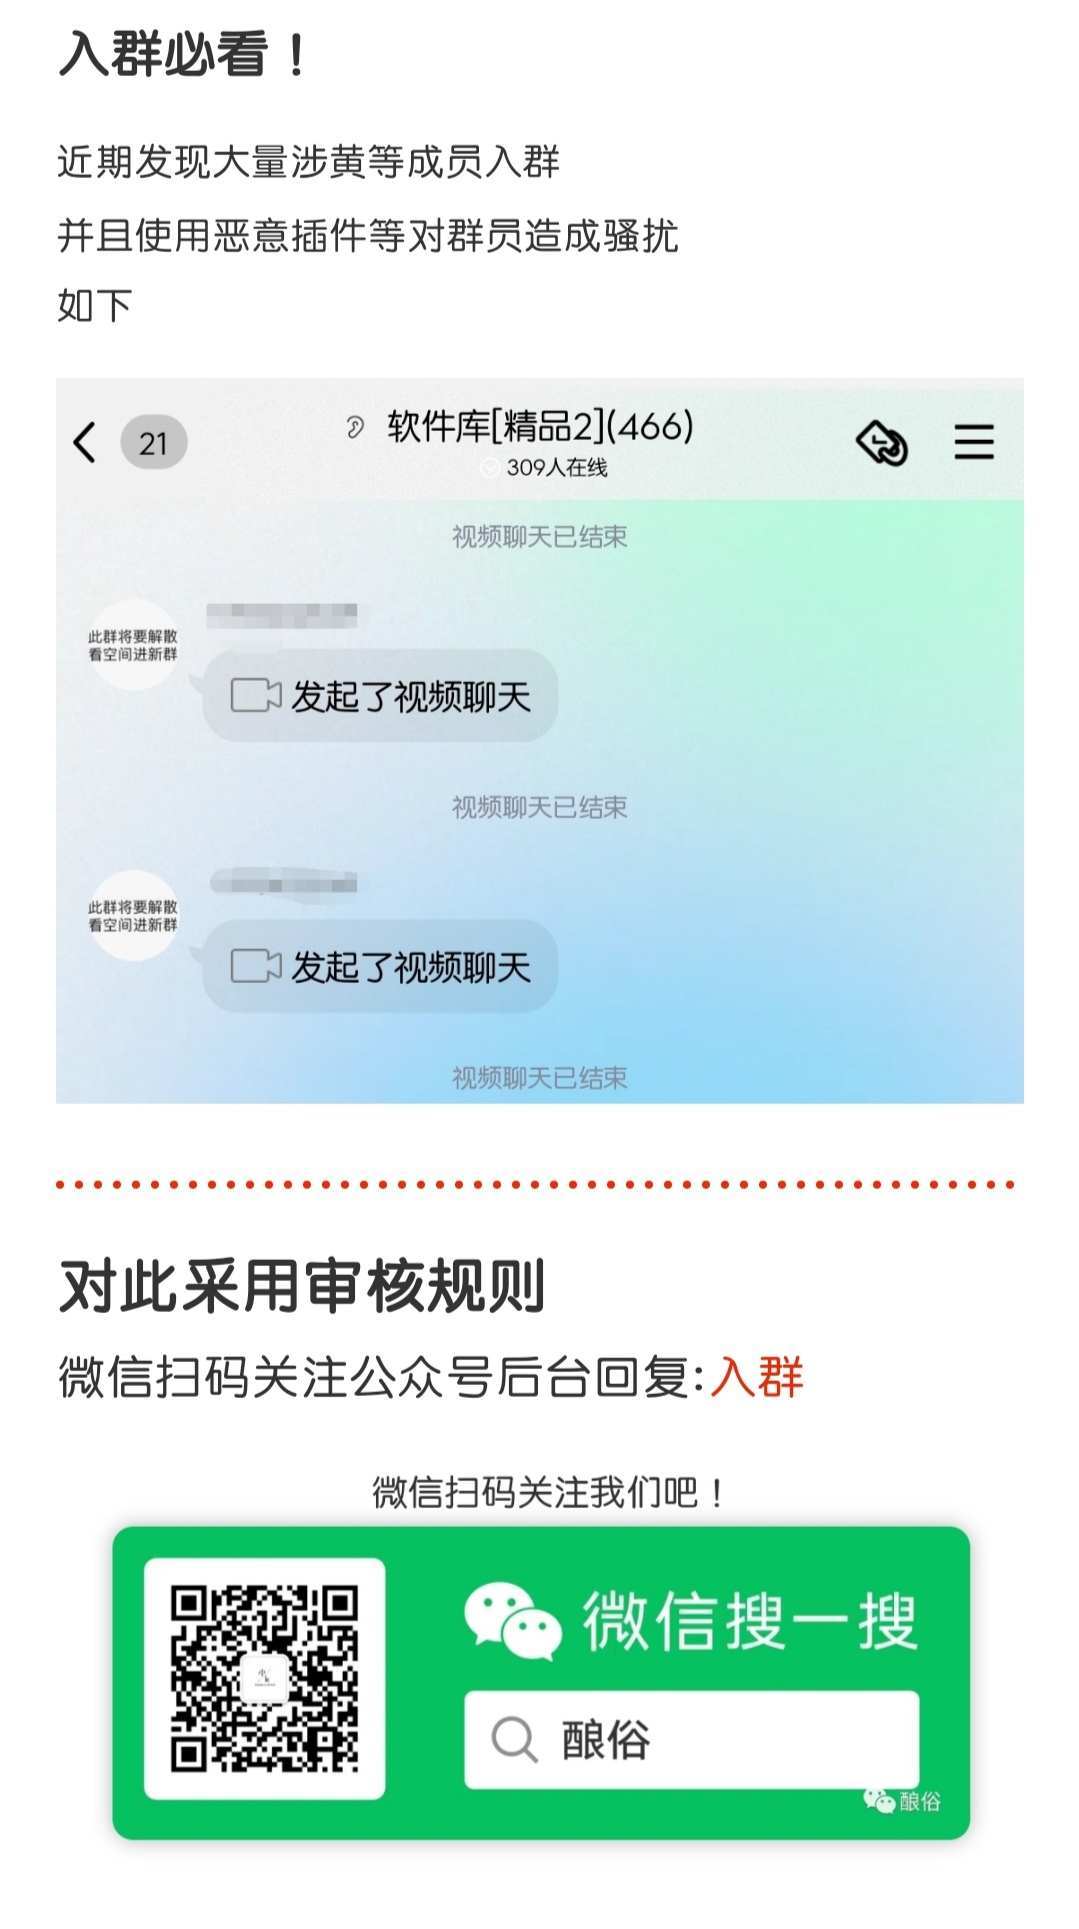 入群必看！
近期发现大量涉黄等成员入群
并且使用恶意插件等对群员造成骚扰
如下
21
软件库[精品2](466)
309人在线
视频聊天已结束
此群将要解散
看空间进新群
发起了视频聊天
视频聊天已结束
此群将要解散
看空间进新群
发起了视频聊天
视频聊天已结束
对此采用审核规则
微信扫码关注公众号后台回复:入群
微信扫码关注我们吧！
微信搜一搜
酿俗
酿俗